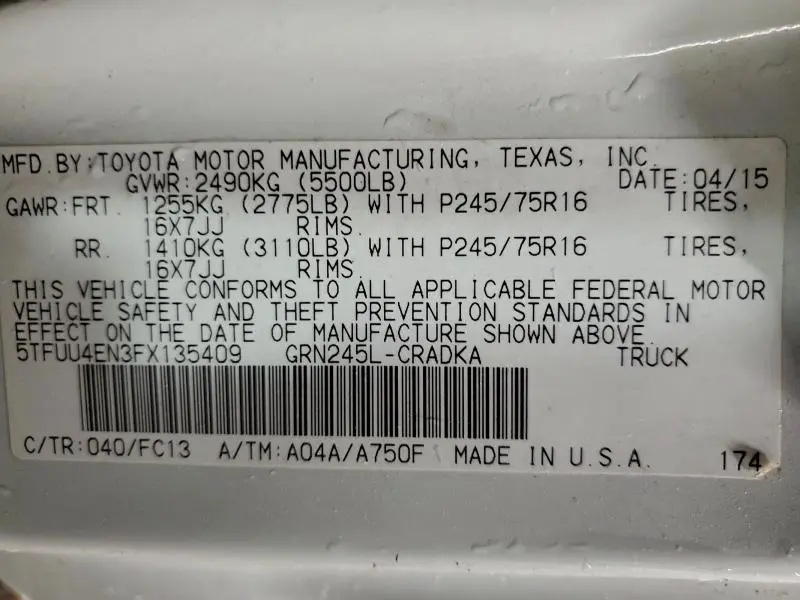 MFD.BY:TOYOTA MOTOR MANUFACTURING, TEXAS, INC.
GVWR:2490KG (5500LB) DATE:04/15
GAWR:FRT. 1255KG (2775LB) WITH P245/75R16 TIRES,
16X7JJ RIMS.
RR. 1410KG (3110LB) WITH P245/75R16 TIRES,
16X7JJ RIMS.
THIS VEHICLE CONFORMS TO ALL APPLICABLE FEDERAL MOTOR
VEHICLE SAFETY AND THEFT PREVENTION STANDARDS IN
EFFECT ON THE DATE OF MANUFACTURE SHOWN ABOVE.
5TFUU4EN3FX135409 GRN245L-CRADKA TRUCK
C/TR:040/FC13 A/TM:A04A/A750F MADE IN U.S.A. 174